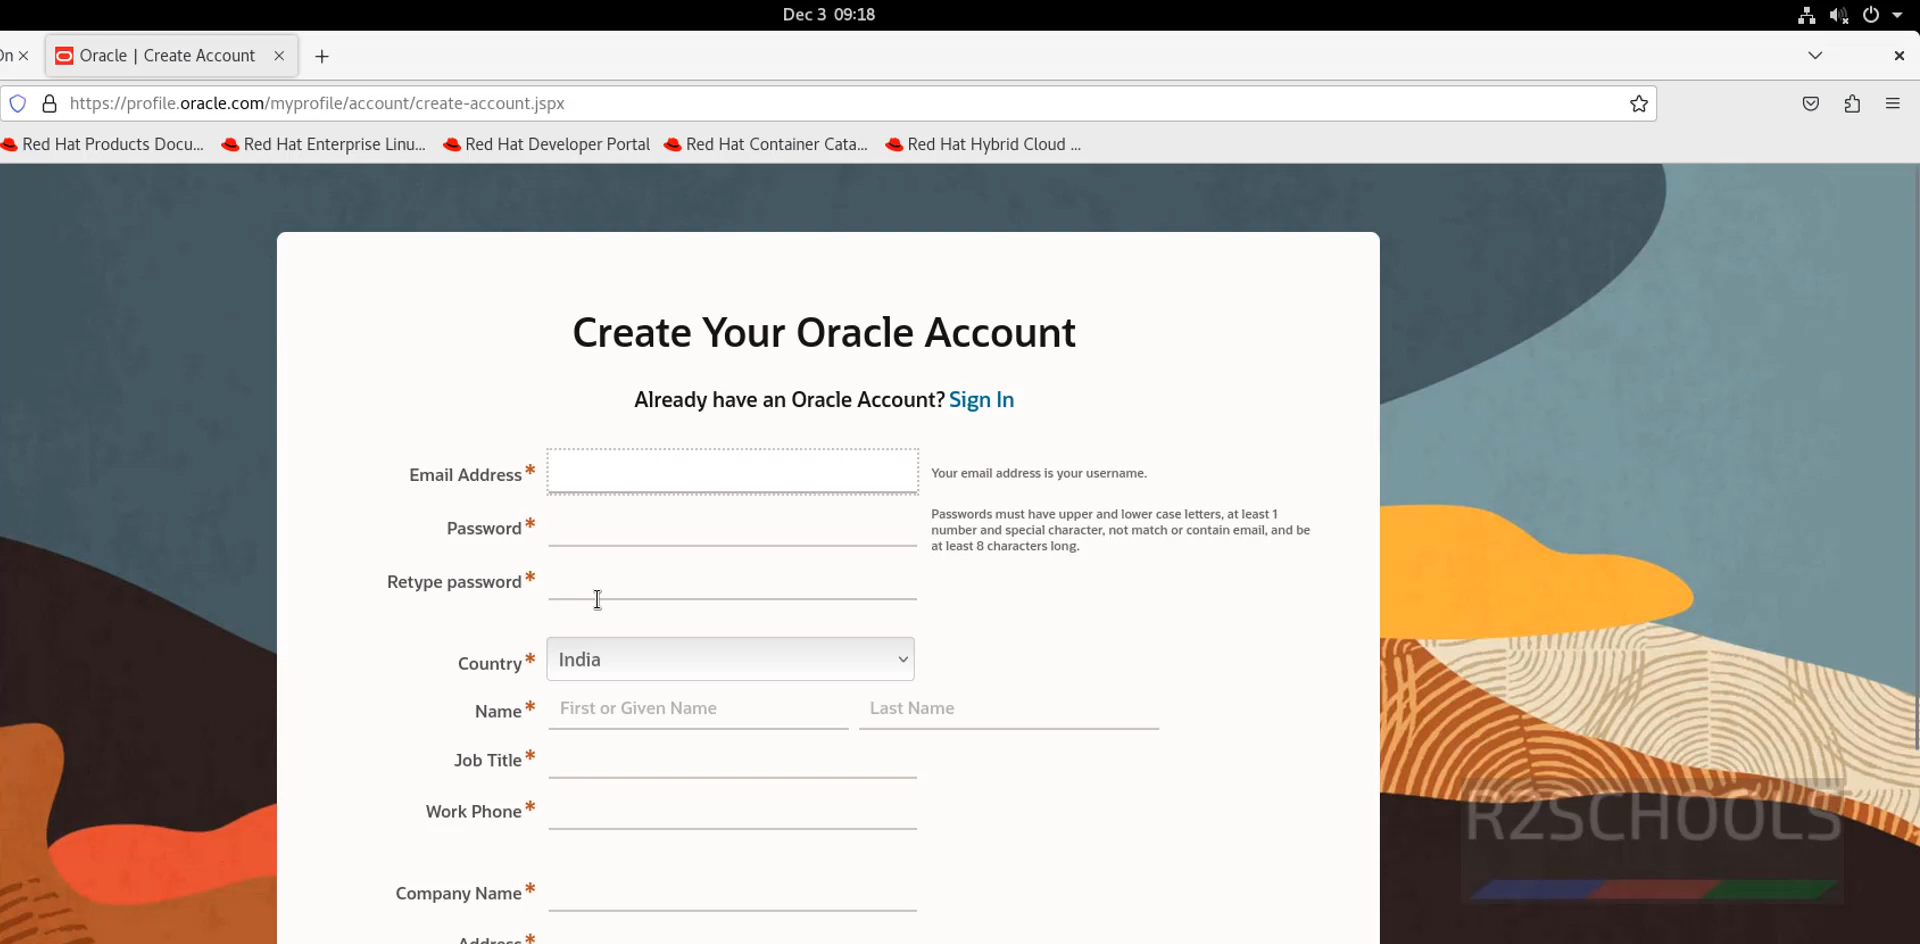 Dec 3 09:18
On
Oracle | Create Account
https://profile.oracle.com/myprofile/account/create-account.jspx
Red Hat Products Docu...
Red Hat Enterprise Linu...
Red Hat Developer Portal
Red Hat Container Cata...
Red Hat Hybrid Cloud ...
Create Your Oracle Account
Already have an Oracle Account? Sign In
Email Address*
Your email address is your username.
Password*
Passwords must have upper and lower case letters, at least 1
number and special character, not match or contain email, and be
at least 8 characters long.
Retype password*
Country*
India
Name*
First or Given Name
Last Name
Job Title*
Work Phone*
Company Name*
Address*
R2SCHOOLS